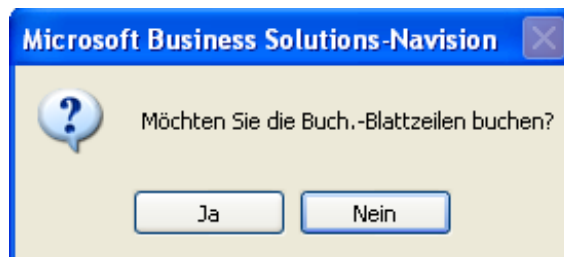 Microsoft Business Solutions-Navision
Möchten Sie die Buch.-Blattzeilen buchen?
Ja
Nein